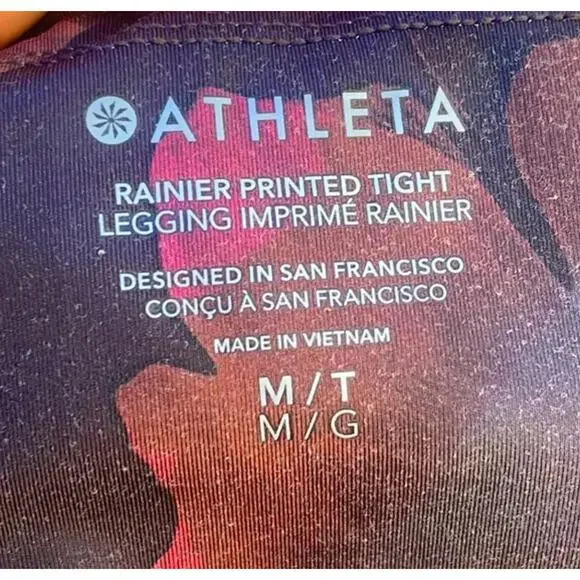 ATHLETA
RAINIER PRINTED TIGHT
LEGGING IMPRIMÉ RAINIER
DESIGNED IN SAN FRANCISCO
CONÇU À SAN FRANCISCO
MADE IN VIETNAM
M / T
M / G